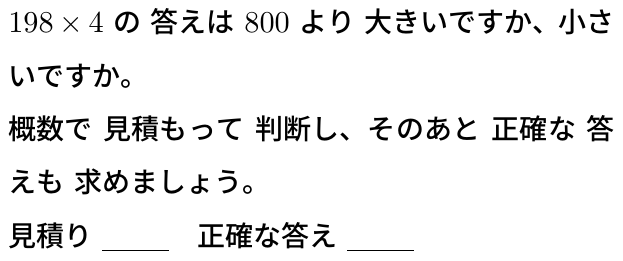 198 × 4 の 答えは 800 より 大きいですか、小さ
いですか。
概数で 見積もって 判断し、そのあと 正確な 答
えも 求めましょう。
見積り ____ 正確な答え ____